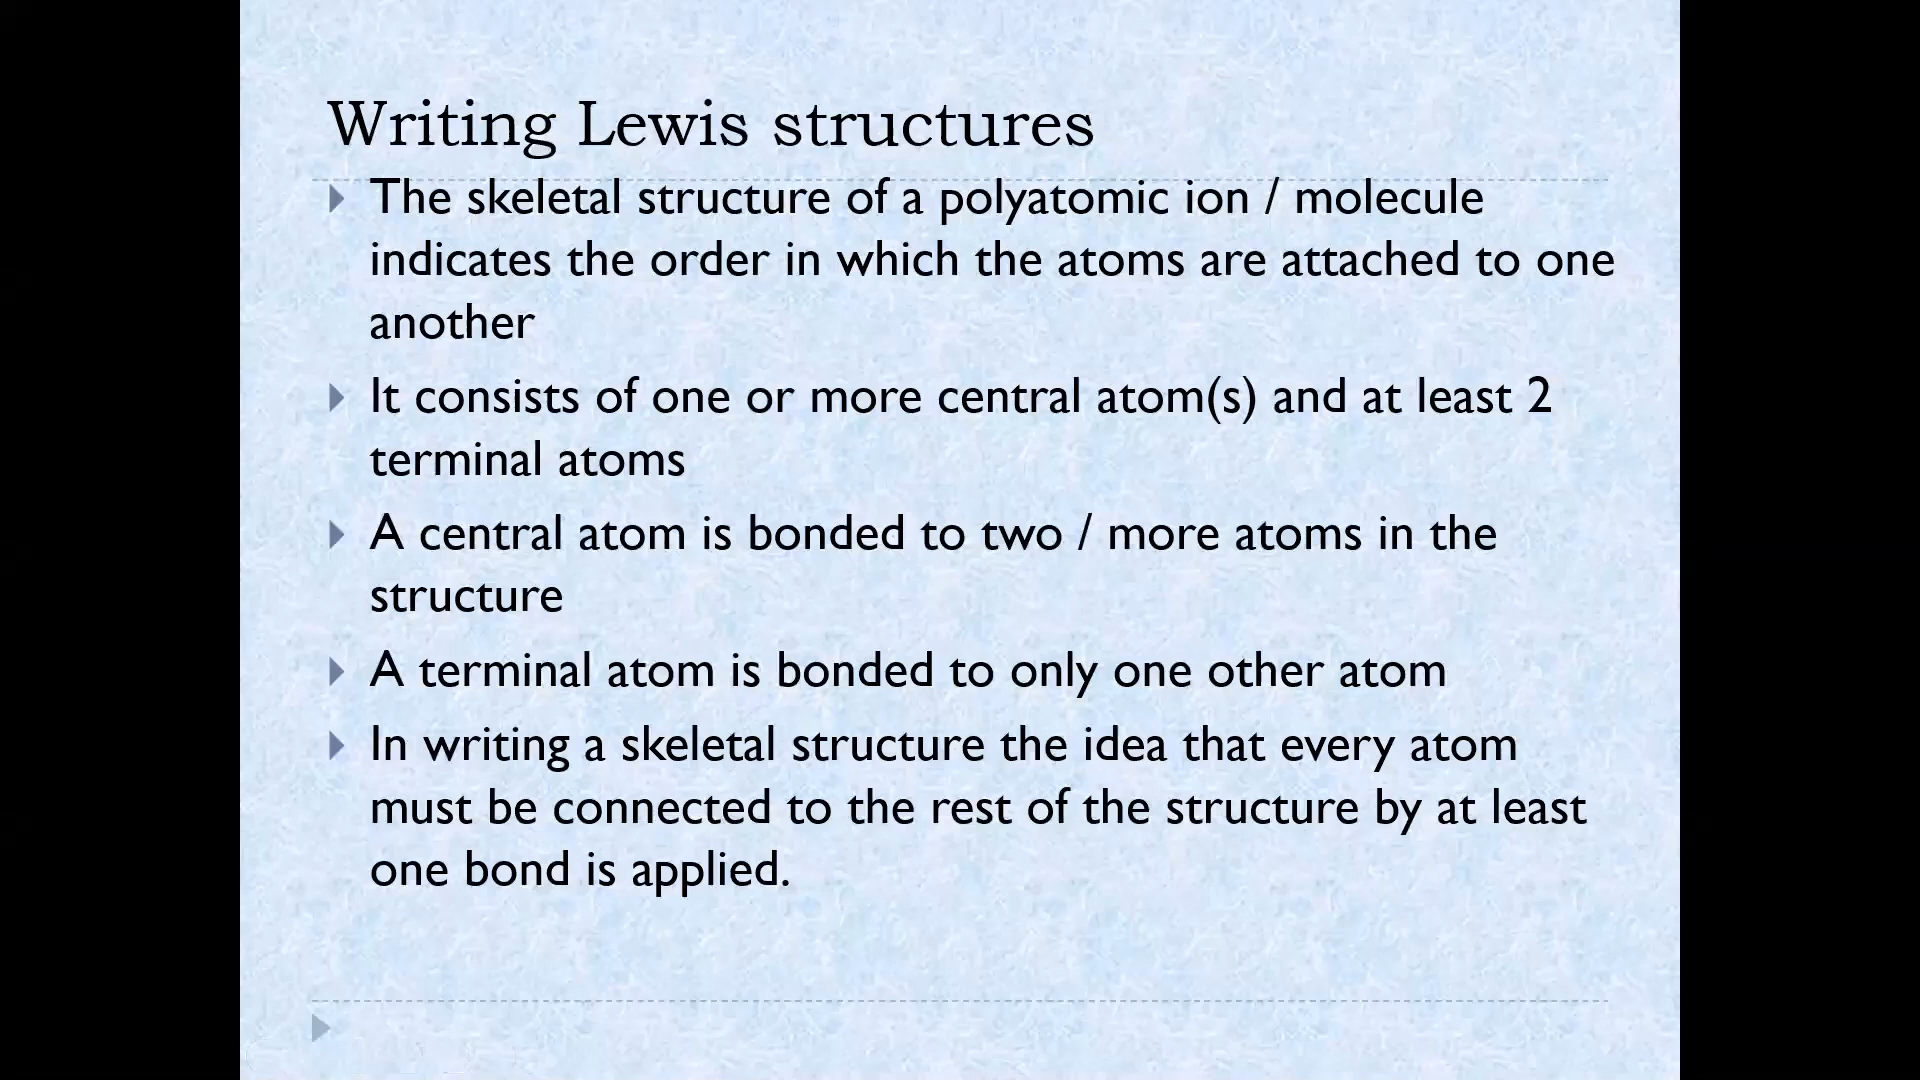 Writing Lewis structures
The skeletal structure of a polyatomic ion / molecule
indicates the order in which the atoms are attached to one
another
It consists of one or more central atom(s) and at least 2
terminal atoms
A central atom is bonded to two / more atoms in the
structure
A terminal atom is bonded to only one other atom
In writing a skeletal structure the idea that every atom
must be connected to the rest of the structure by at least
one bond is applied.